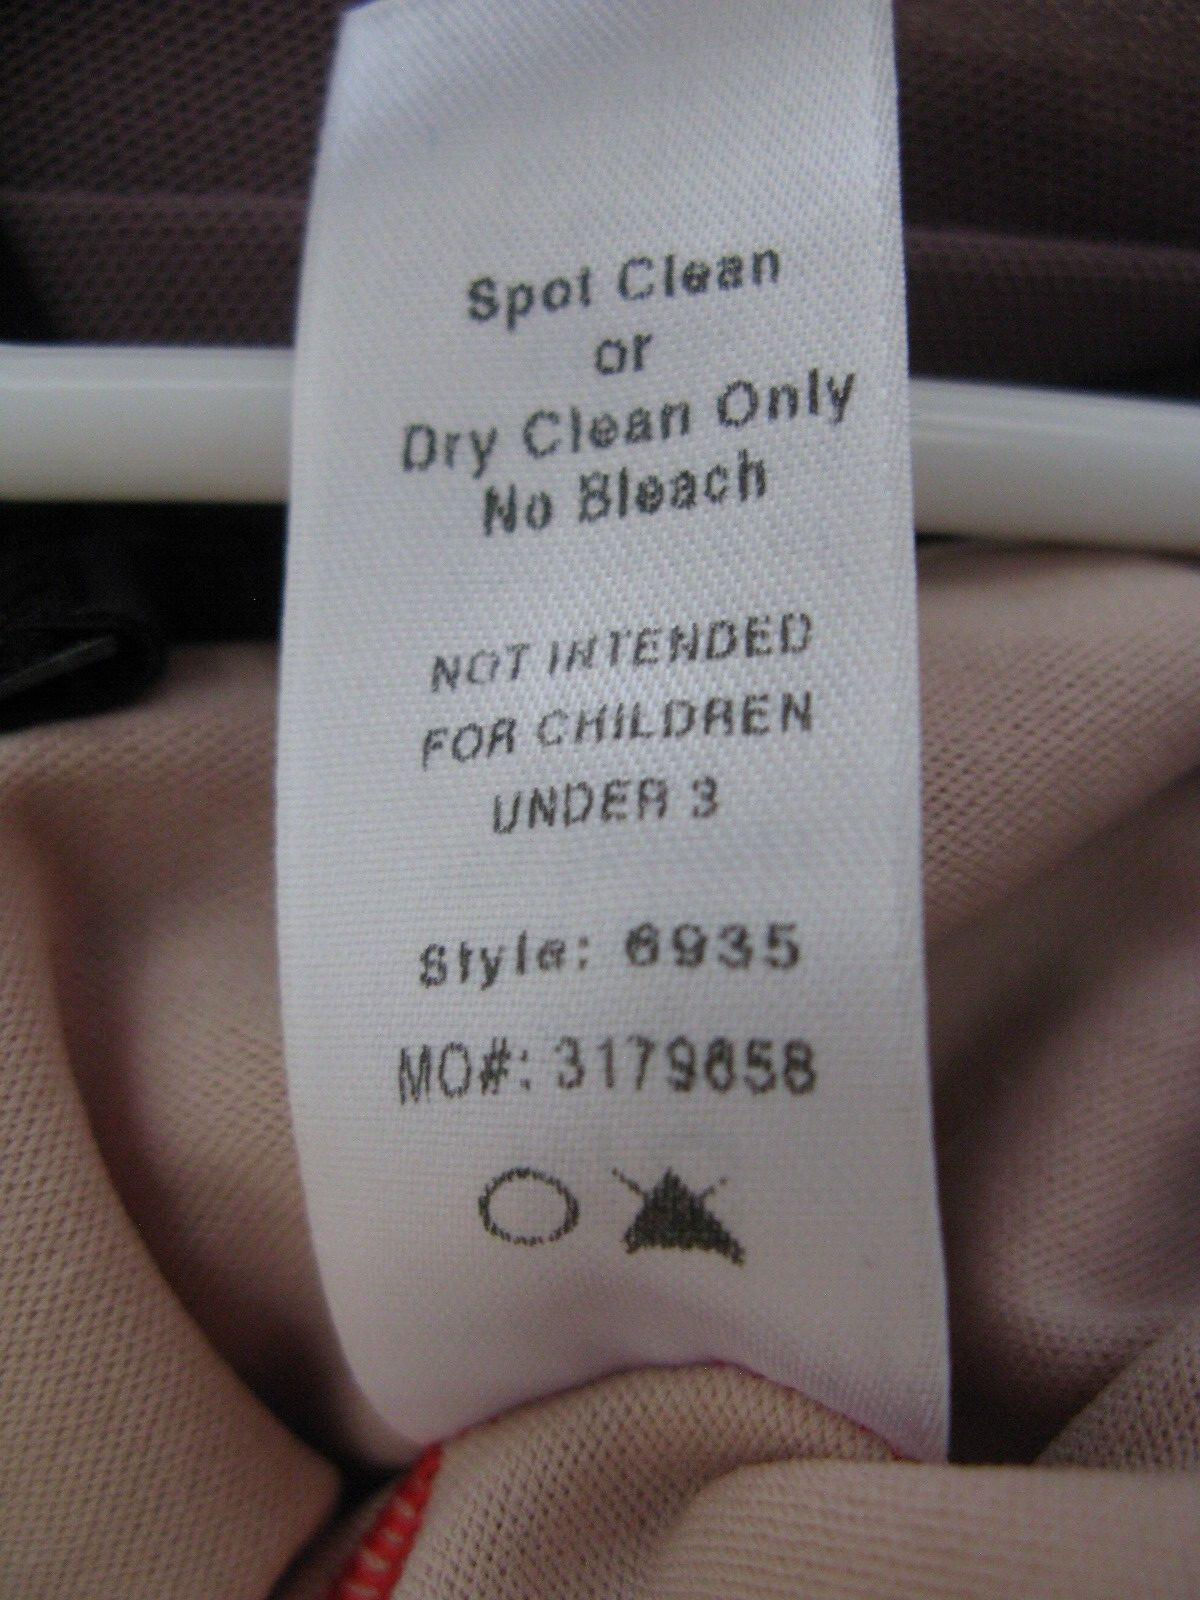 Spot Clean
or
Dry Clean Only
No Bleach
NOT INTENDED
FOR CHILDREN
UNDER 3
Style: 6935
MO#: 3179658